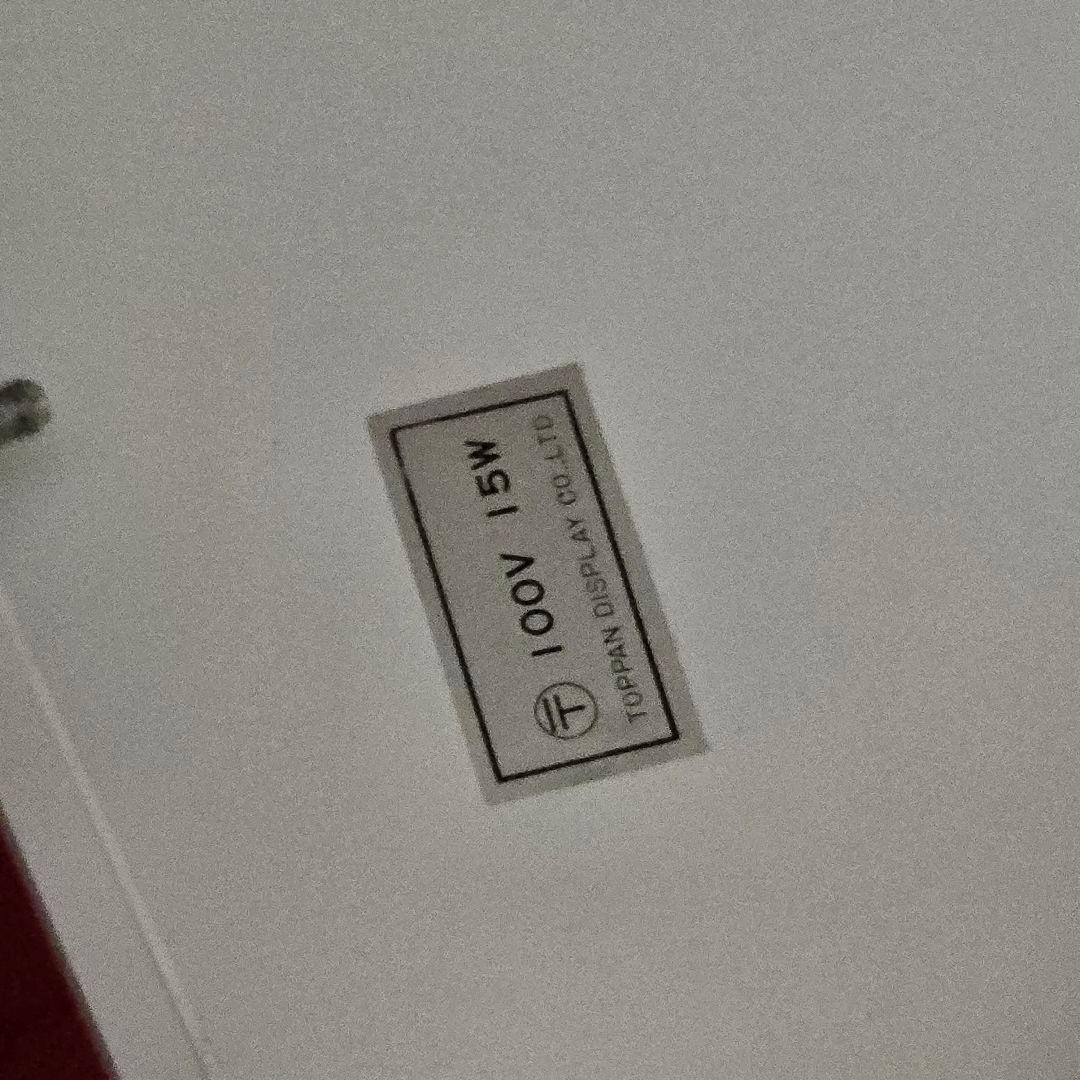 〒 100V 15W
TOPPAN DISPLAY CO.,LTD